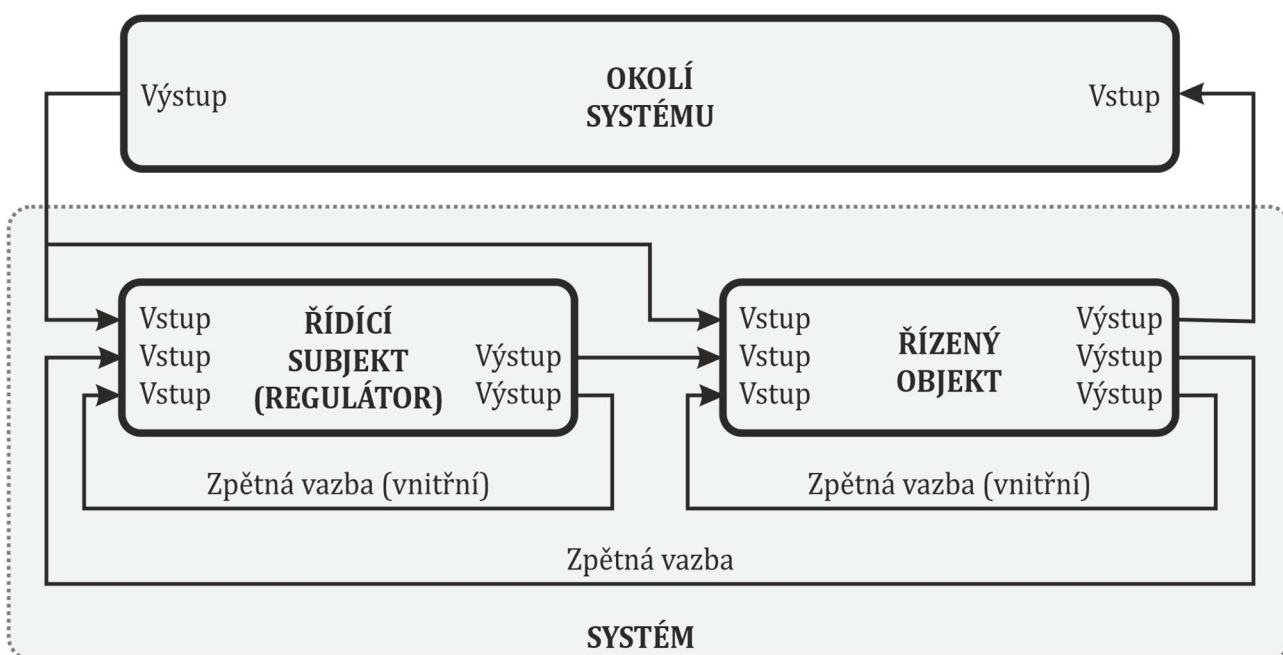 Výstup
OKOLÍ
SYSTÉMU
Vstup
Vstup
Vstup
Vstup
ŘÍDÍCÍ
SUBJEKT
(REGULÁTOR)
Výstup
Výstup
Vstup
Vstup
Vstup
ŘÍZENÝ
OBJEKT
Výstup
Výstup
Výstup
Zpětná vazba (vnitřní)
Zpětná vazba (vnitřní)
Zpětná vazba
SYSTÉM